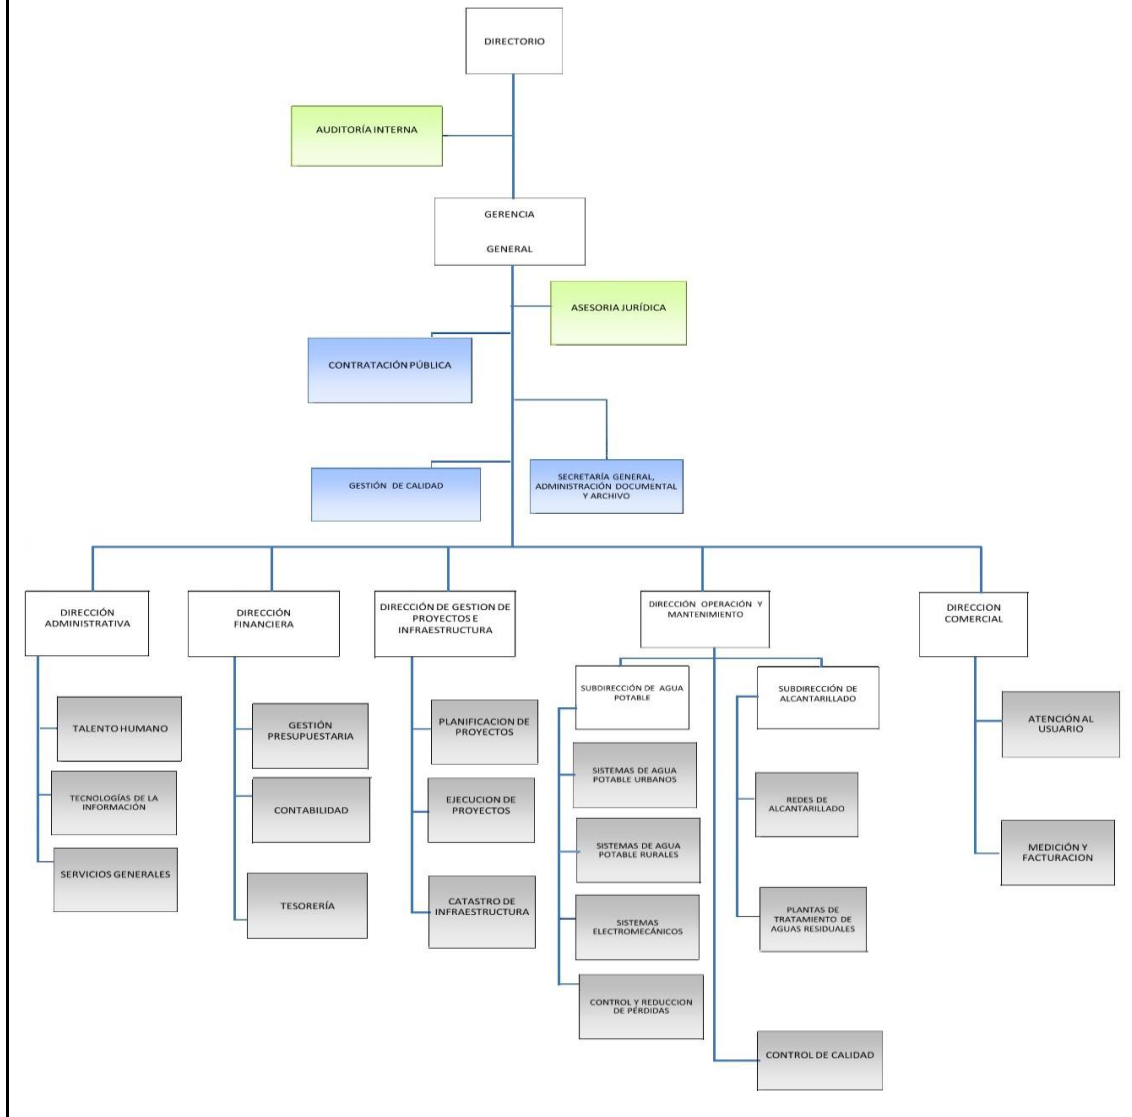 DIRECTORIO
AUDITORÍA INTERNA
GERENCIA
GENERAL
ASESORIA JURÍDICA
CONTRATACIÓN PÚBLICA
GESTIÓN DE CALIDAD
SECRETARÍA GENERAL,
ADMINISTRACIÓN DOCUMENTAL
Y ARCHIVO
DIRECCIÓN
ADMINISTRATIVA
TALENTO HUMANO
TECNOLOGÍAS DE LA
INFORMACIÓN
SERVICIOS GENERALES
DIRECCIÓN
FINANCIERA
GESTIÓN
PRESUPUESTARIA
CONTABILIDAD
TESORERÍA
DIRECCIÓN DE GESTION DE
PROYECTOS E
INFRAESTRUCTURA
PLANIFICACION DE
PROYECTOS
EJECUCION DE
PROYECTOS
CATASTRO DE
INFRAESTRUCTURA
DIRECCIÓN OPERACIÓN Y
MANTENIMIENTO
SUBDIRECCIÓN DE AGUA
POTABLE
SISTEMAS DE AGUA
POTABLE URBANOS
SISTEMAS DE AGUA
POTABLE RURALES
SISTEMAS
ELECTROMECÁNICOS
CONTROL Y REDUCCION
DE PÉRDIDAS
SUBDIRECCIÓN DE
ALCANTARILLADO
REDES DE
ALCANTARILLADO
PLANTAS DE
TRATAMIENTO DE
AGUAS RESIDUALES
CONTROL DE CALIDAD
DIRECCION
COMERCIAL
ATENCIÓN AL
USUARIO
MEDICIÓN Y
FACTURACION